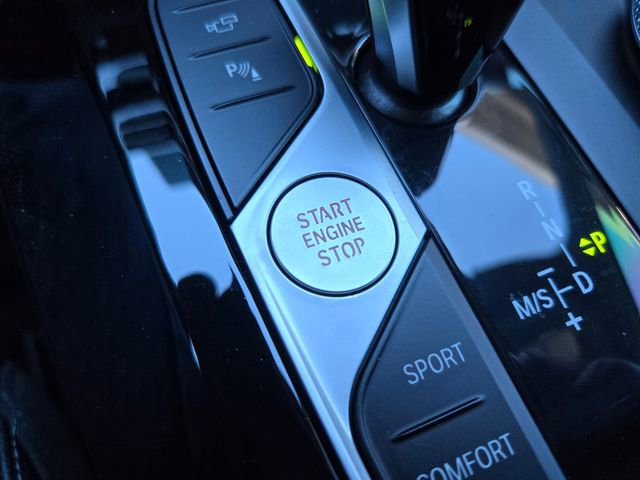 P
START
ENGINE
STOP
R
N
P
D
M/S
+
SPORT
COMFORT